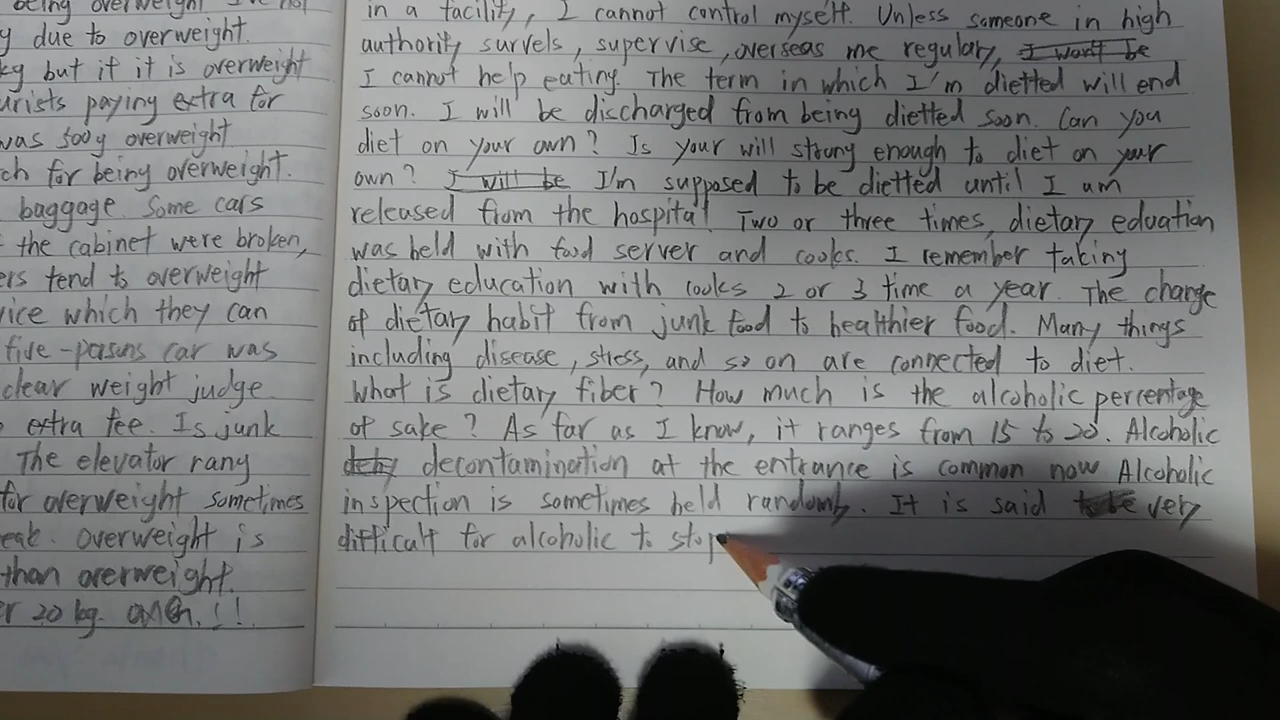 being overweight I've not
y due to overweight.
kg but if it is overweight
urists paying extra for
was 500g overweight
ch for being overweight.
baggage. Some cars
the cabinet were broken,
ers tend to overweight
vice which they can
five-persons car was
clear weight judge
extra fee. Is junk
The elevator rang
for overweight sometimes
eak. Overweight is
than overweight.
er 20 kg. !!
in a facility, I cannot control myself. Unless someone in high
authority survels, supervise, overseas me regulary, I won't be
I cannot help eating. The term in which I'm dietted will end
soon. I will be discharged from being dietted soon. Can you
diet on your own? Is your will strong enough to diet on your
own? I will be I'm supposed to be dietted until I am
released from the hospital. Two or three times, dietary eduation
was held with food server and cooks. I remember taking
dietary education with cooks 2 or 3 time a year. The change
of dietary habit from junk food to healthier food. Many things
including disease, stress, and so on are connected to diet.
What is dietary fiber? How much is the alcoholic percentage
of sake? As far as I know, it ranges from 15 to 20. Alcoholic
decontamination at the entrance is common now Alcoholic
inspection is sometimes held randomly. It is said to be very
difficult for alcoholic to stop